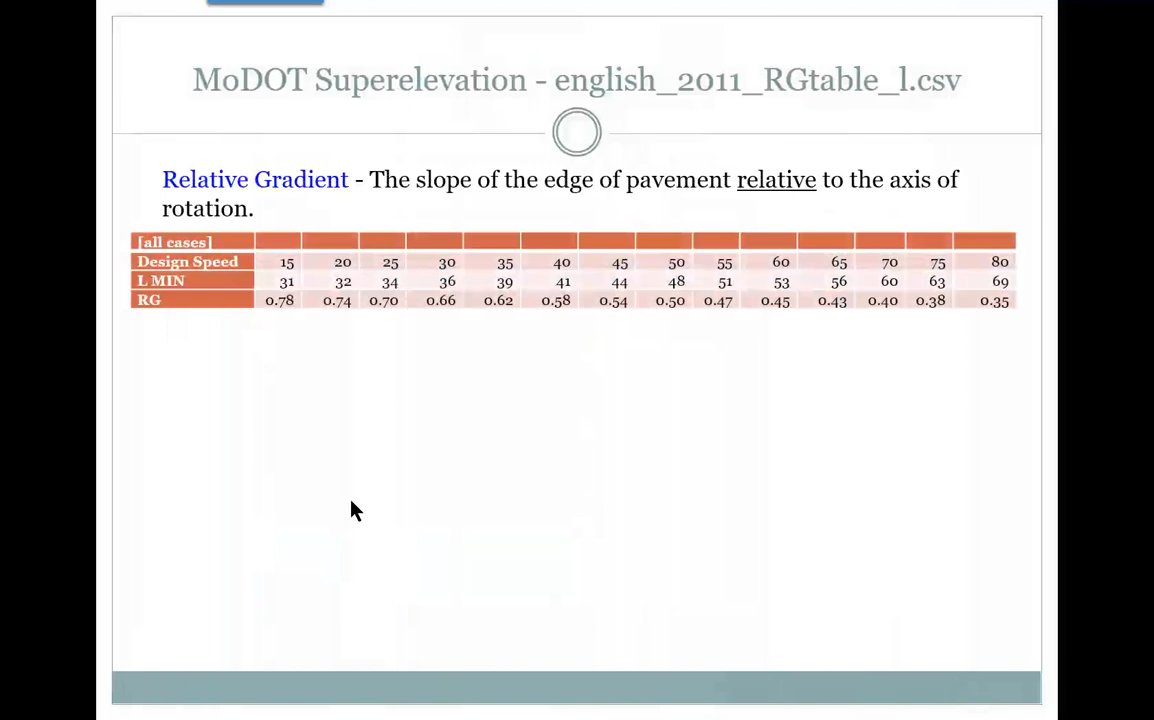 MoDOT Superelevation - english_2011_RGtable_l.csv
Relative Gradient - The slope of the edge of pavement relative to the axis of
rotation.
[all cases]
Design Speed 15 20 25 30 35 40 45 50 55 60 65 70 75 80
L MIN 31 32 34 36 39 41 44 48 51 53 56 60 63 69
RG 0.78 0.74 0.70 0.66 0.62 0.58 0.54 0.50 0.47 0.45 0.43 0.40 0.38 0.35